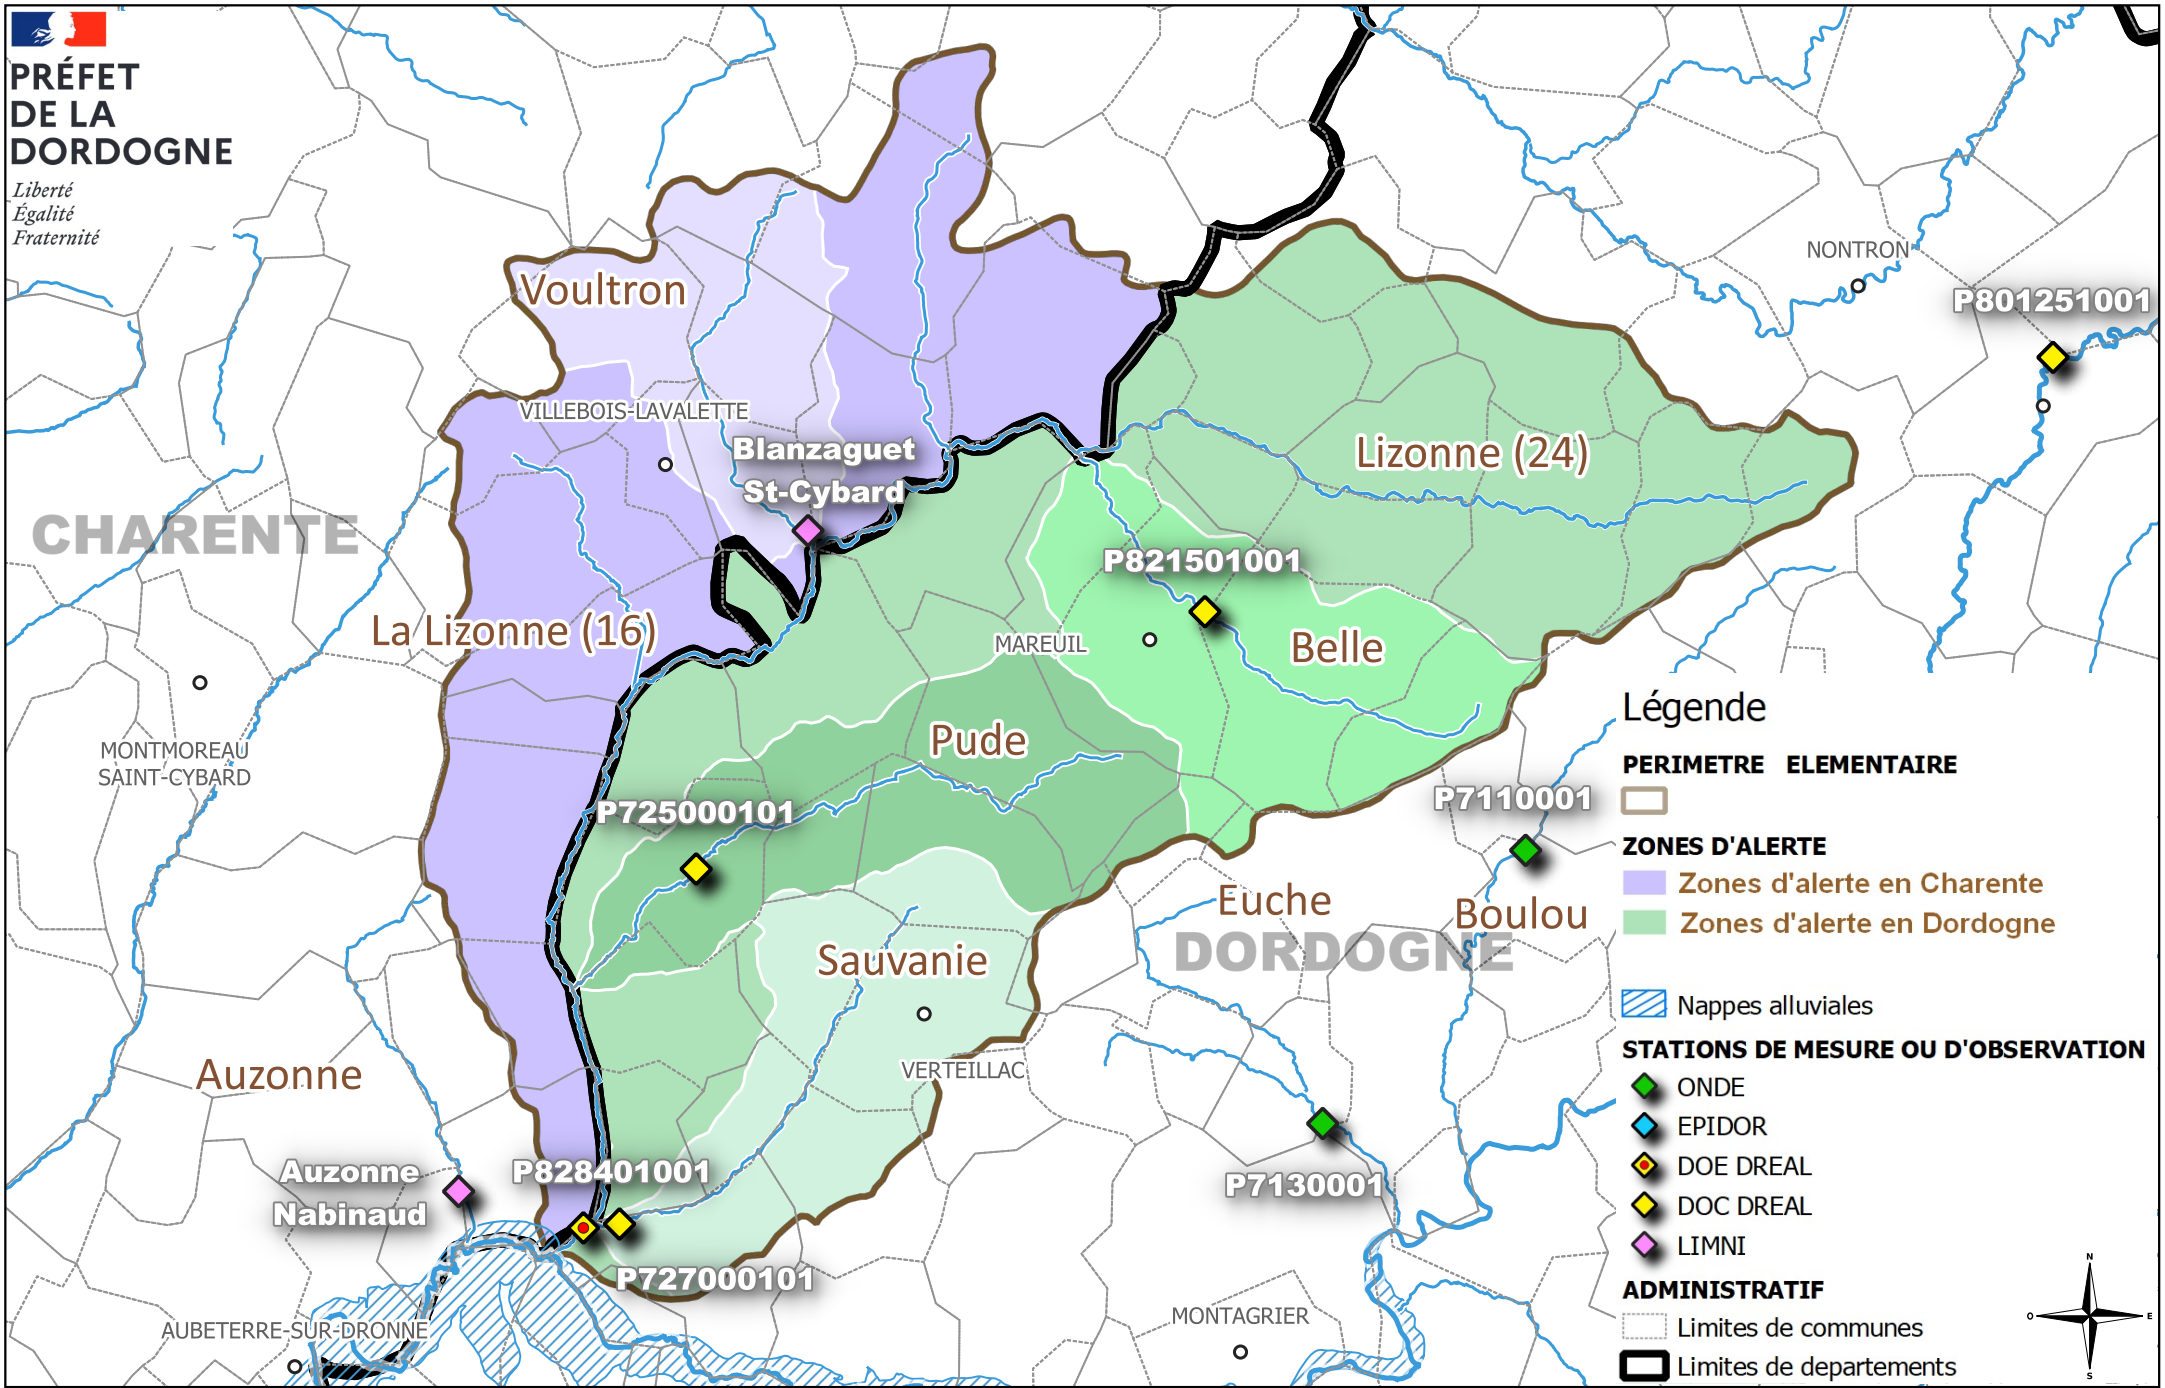 PRÉFET
DE LA
DORDOGNE
Liberté
Égalité
Fraternité
NONTRON
P801251001
Voultron
VILLEBOIS-LAVALETTE
Blanzaguet
St-Cybard
Lizonne (24)
CHARENTE
P821501001
La Lizonne (16)
MAREUIL
Belle
MONTMOREAU
SAINT-CYBARD
Pude
P725000101
P7110001
Euche
Boulou
DORDOGNE
Sauvanie
VERTEILLAC
Auzonne
Auzonne
Nabinaud
P828401001
P7130001
P727000101
AUBETERRE-SUR-DRONNE
MONTAGRIER
Légende
PERIMETRE ELEMENTAIRE
ZONES D'ALERTE
Zones d'alerte en Charente
Zones d'alerte en Dordogne
Nappes alluviales
STATIONS DE MESURE OU D'OBSERVATION
ONDE
EPIDOR
DOE DREAL
DOC DREAL
LIMNI
ADMINISTRATIF
Limites de communes
Limites de departements
N
O
E
S